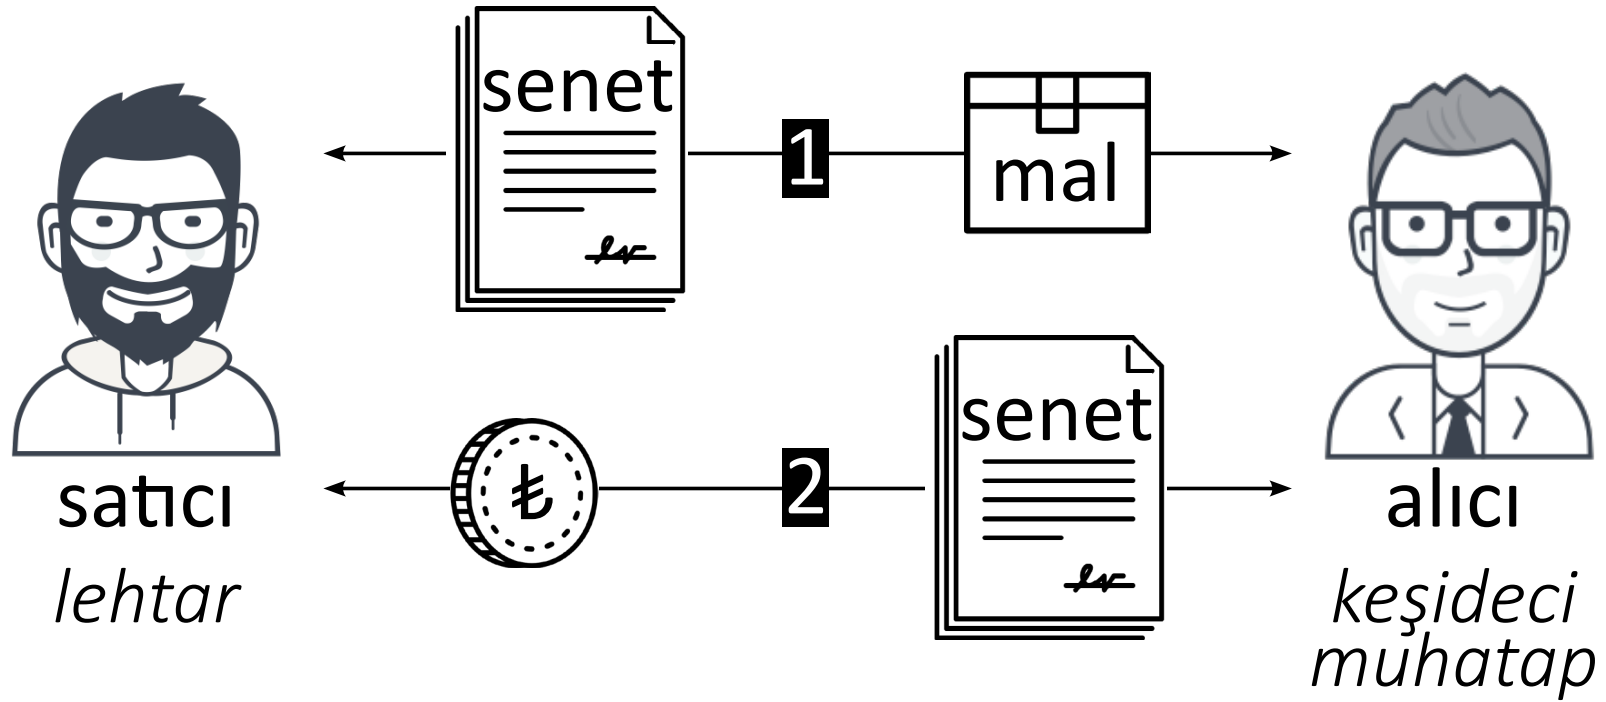 senet
1
mal
satıcı
lehtar
₺
2
senet
alıcı
keşideci
muhatap